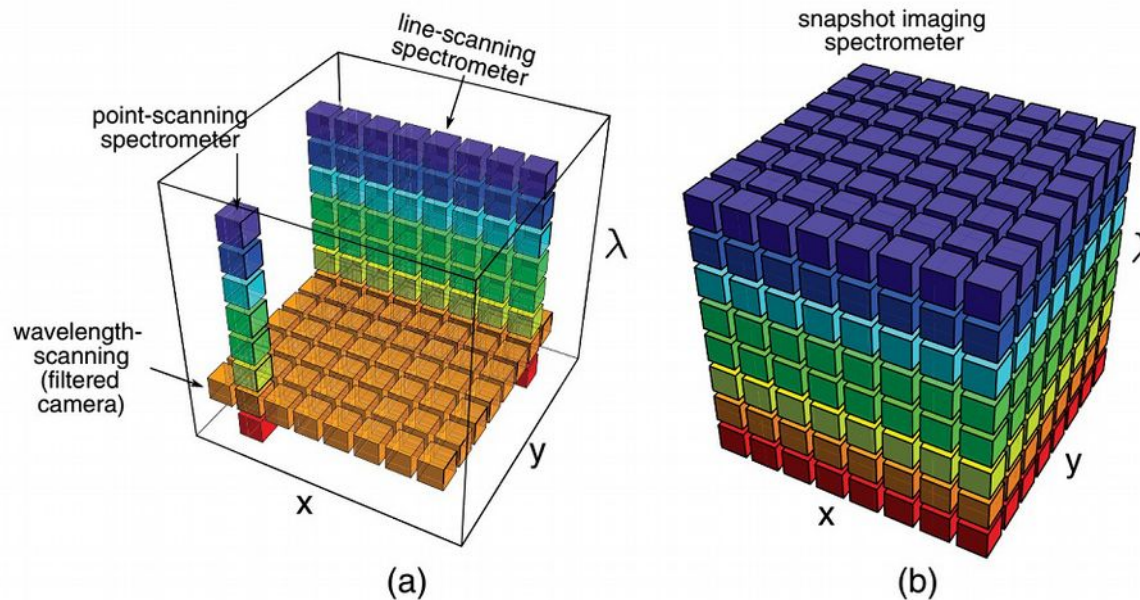 line-scanning
spectrometer
point-scanning
spectrometer
wavelength-
scanning
(filtered
camera)
λ
y
x
(a)
snapshot imaging
spectrometer
λ
y
x
(b)